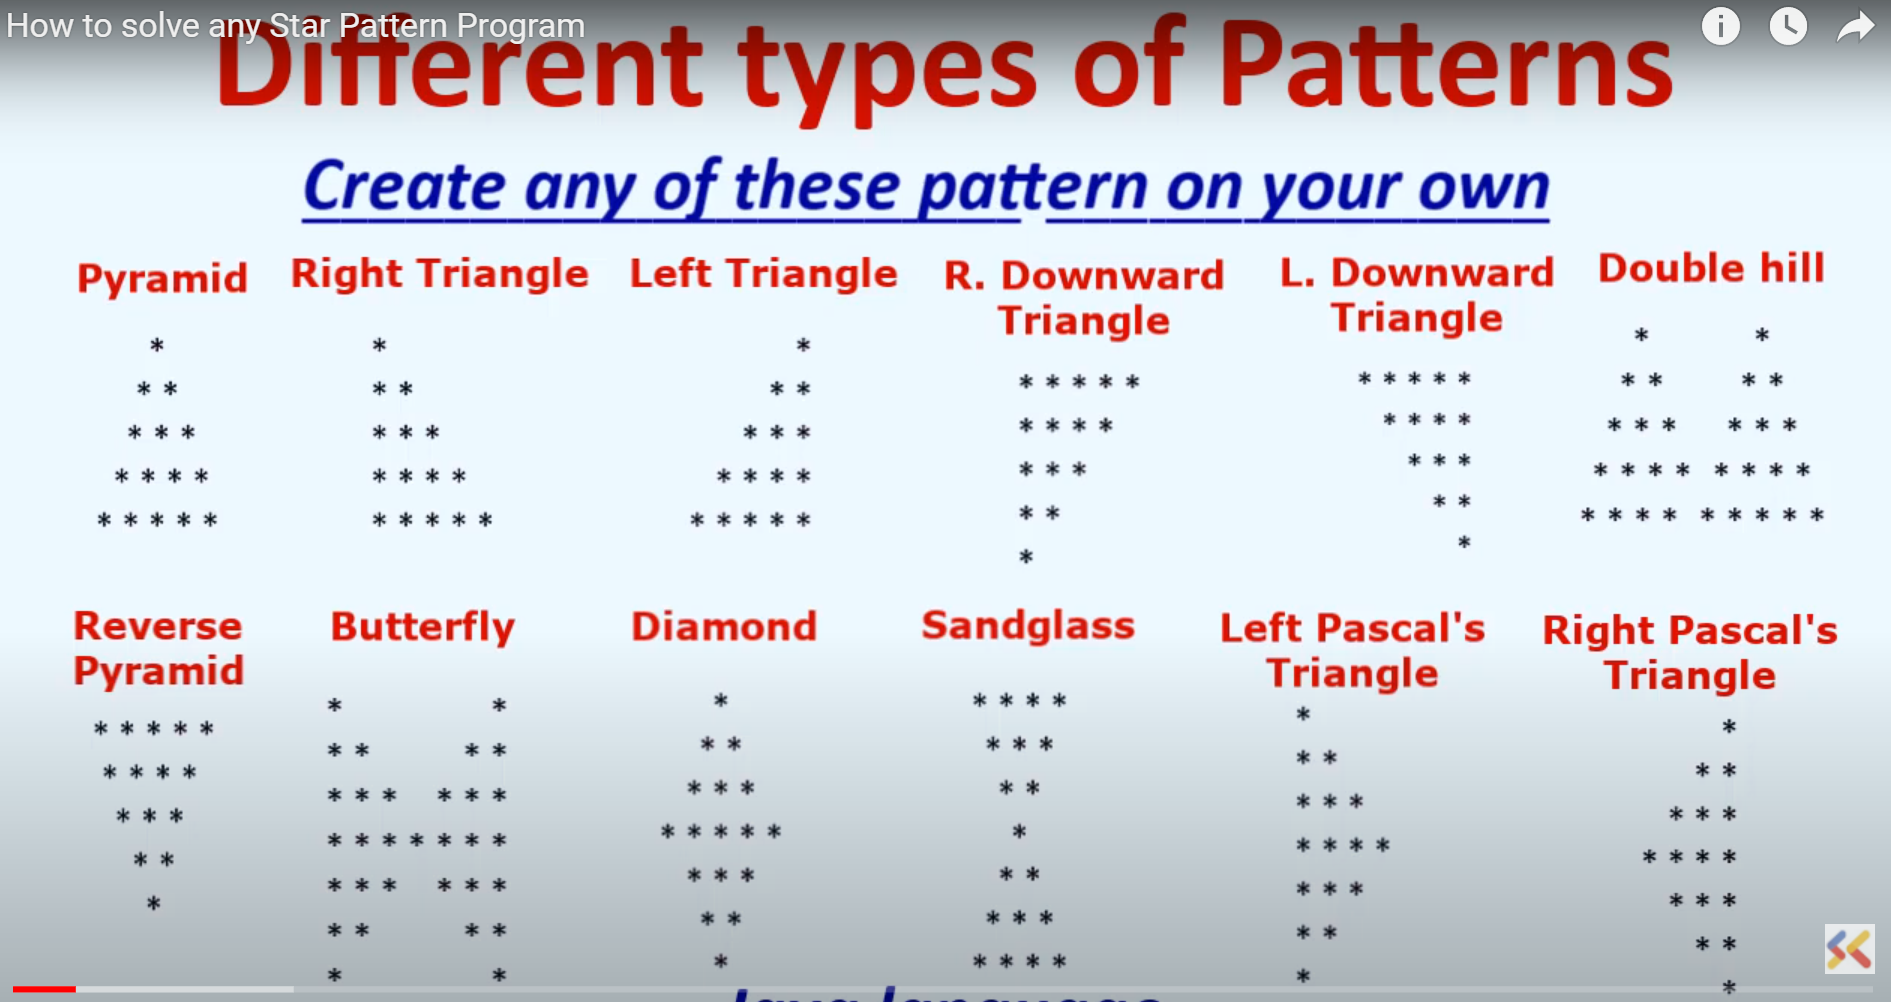 How to solve any Star Pattern Program
Different types of Patterns
Create any of these pattern on your own
Pyramid
*
* *
* * *
* * * *
* * * * *
Right Triangle
*
* *
* * *
* * * *
* * * * *
Left Triangle
*
* *
* * *
* * * *
* * * * *
R. Downward
Triangle
* * * * *
* * * *
* * *
* *
*
L. Downward
Triangle
* * * * *
* * * *
* * *
* *
*
Double hill
* *
* * * *
* * * * * *
* * * * * * * *
* * * * * * * * *
Reverse
Pyramid
* * * * *
* * * *
* * *
* *
*
Butterfly
* *
* * * *
* * * * * *
* * * * * * *
* * * * * *
* * * *
* *
Diamond
*
* *
* * *
* * * * *
* * *
* *
*
Sandglass
* * * *
* * *
* *
*
* *
* * *
* * * *
Left Pascal's
Triangle
*
* *
* * *
* * * *
* * *
* *
*
Right Pascal's
Triangle
*
* *
* * *
* * * *
* * *
* *
*